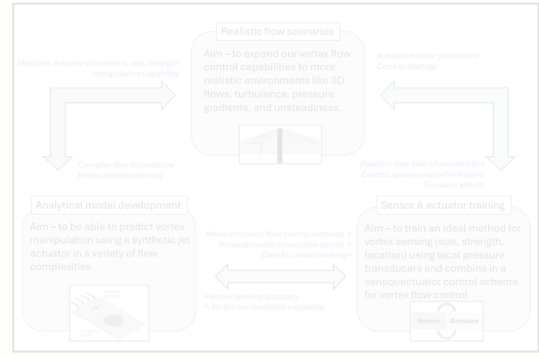 Realistic flow scenarios
Aim – to expand our vortex flow
control capabilities to more
realistic environments like 3D
flows, turbulence, pressure
gradients, and unsteadiness.
actuator placement, size, strength
Manipulation capability
Actuator/sensor placement
Control strategy
Complex flow importance
Model
Realistic flow field characteristics
Control system needs/limitations
Transient effects
Analytical model development
Aim – to be able to predict vortex
manipulation using a synthetic jet
actuator in a variety of flow
complexities
Model informed flow control methods
Vortex/actuator interaction details
Data for model training
Vortex sensing accuracy
Vortex manipulation capability
Sensor & actuator training
Aim – to train an ideal method for
vortex sensing (size, strength,
location) using local pressure
transducers and combine in a
sensor/actuator control scheme
for vortex flow control
Sensor
Actuator